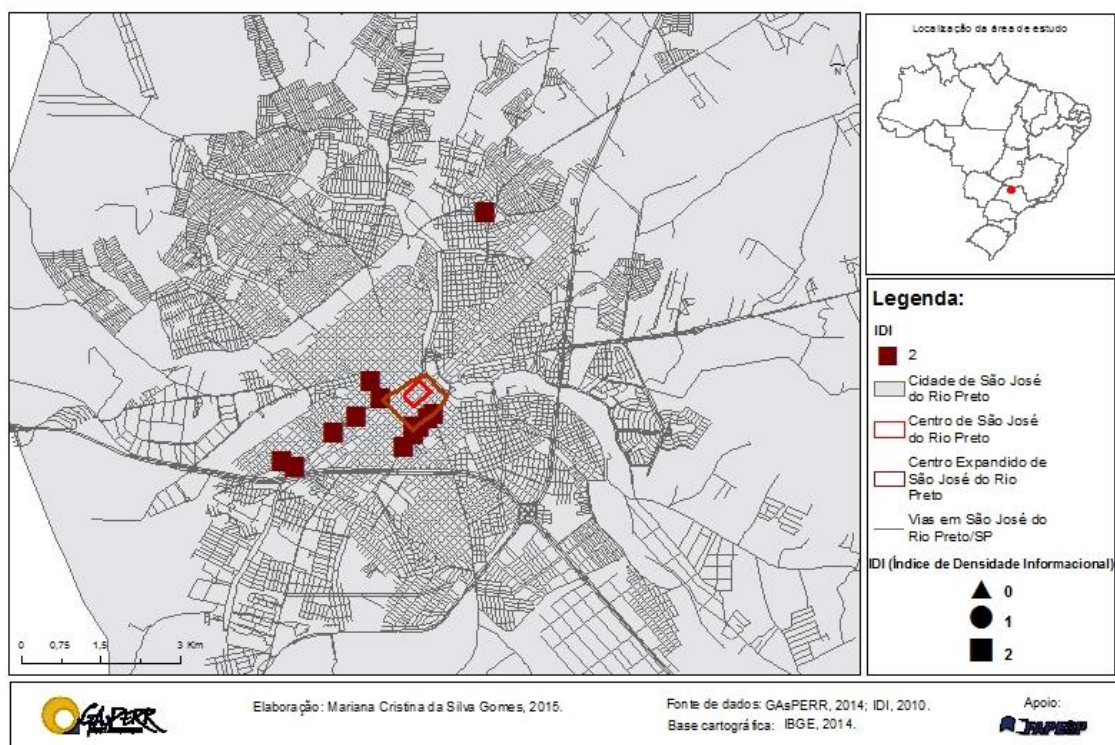 Localização da área de estudo
N
Legenda:
IDI
2
Cidade de São José
do Rio Preto
Centro de São José
do Rio Preto
Centro Expandido de
São José do Rio
Preto
Vias em São José do
Rio Preto/SP
IDI (Índice de Densidade Informacional)
0
1
2
0 0,75 1,5 3 Km
GAsPERR
Elaboração: Mariana Cristina da Silva Gomes, 2015.
Fonte de dados: GAsPERR, 2014; IDI, 2010.
Base cartográfica: IBGE, 2014.
Apoio:
FAPESP